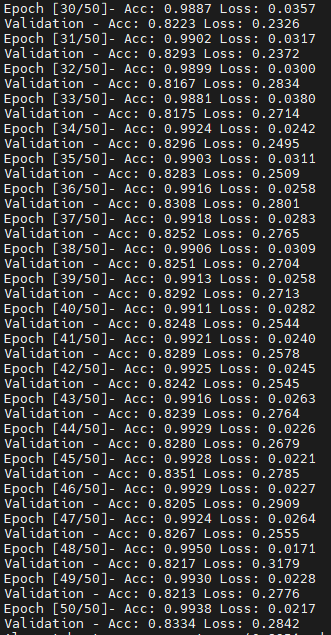 Epoch [30/50]- Acc: 0.9887 Loss: 0.0357
Validation - Acc: 0.8223 Loss: 0.2326
Epoch [31/50]- Acc: 0.9902 Loss: 0.0317
Validation - Acc: 0.8293 Loss: 0.2372
Epoch [32/50]- Acc: 0.9899 Loss: 0.0300
Validation - Acc: 0.8167 Loss: 0.2834
Epoch [33/50]- Acc: 0.9881 Loss: 0.0380
Validation - Acc: 0.8175 Loss: 0.2714
Epoch [34/50]- Acc: 0.9924 Loss: 0.0242
Validation - Acc: 0.8296 Loss: 0.2495
Epoch [35/50]- Acc: 0.9903 Loss: 0.0311
Validation - Acc: 0.8283 Loss: 0.2509
Epoch [36/50]- Acc: 0.9916 Loss: 0.0258
Validation - Acc: 0.8308 Loss: 0.2801
Epoch [37/50]- Acc: 0.9918 Loss: 0.0283
Validation - Acc: 0.8252 Loss: 0.2765
Epoch [38/50]- Acc: 0.9906 Loss: 0.0309
Validation - Acc: 0.8251 Loss: 0.2704
Epoch [39/50]- Acc: 0.9913 Loss: 0.0258
Validation - Acc: 0.8292 Loss: 0.2713
Epoch [40/50]- Acc: 0.9911 Loss: 0.0282
Validation - Acc: 0.8248 Loss: 0.2544
Epoch [41/50]- Acc: 0.9921 Loss: 0.0240
Validation - Acc: 0.8289 Loss: 0.2578
Epoch [42/50]- Acc: 0.9925 Loss: 0.0245
Validation - Acc: 0.8242 Loss: 0.2545
Epoch [43/50]- Acc: 0.9916 Loss: 0.0263
Validation - Acc: 0.8239 Loss: 0.2764
Epoch [44/50]- Acc: 0.9929 Loss: 0.0226
Validation - Acc: 0.8280 Loss: 0.2679
Epoch [45/50]- Acc: 0.9928 Loss: 0.0221
Validation - Acc: 0.8351 Loss: 0.2785
Epoch [46/50]- Acc: 0.9929 Loss: 0.0227
Validation - Acc: 0.8205 Loss: 0.2909
Epoch [47/50]- Acc: 0.9924 Loss: 0.0264
Validation - Acc: 0.8267 Loss: 0.2555
Epoch [48/50]- Acc: 0.9950 Loss: 0.0171
Validation - Acc: 0.8217 Loss: 0.3179
Epoch [49/50]- Acc: 0.9930 Loss: 0.0228
Validation - Acc: 0.8213 Loss: 0.2776
Epoch [50/50]- Acc: 0.9938 Loss: 0.0217
Validation - Acc: 0.8334 Loss: 0.2842